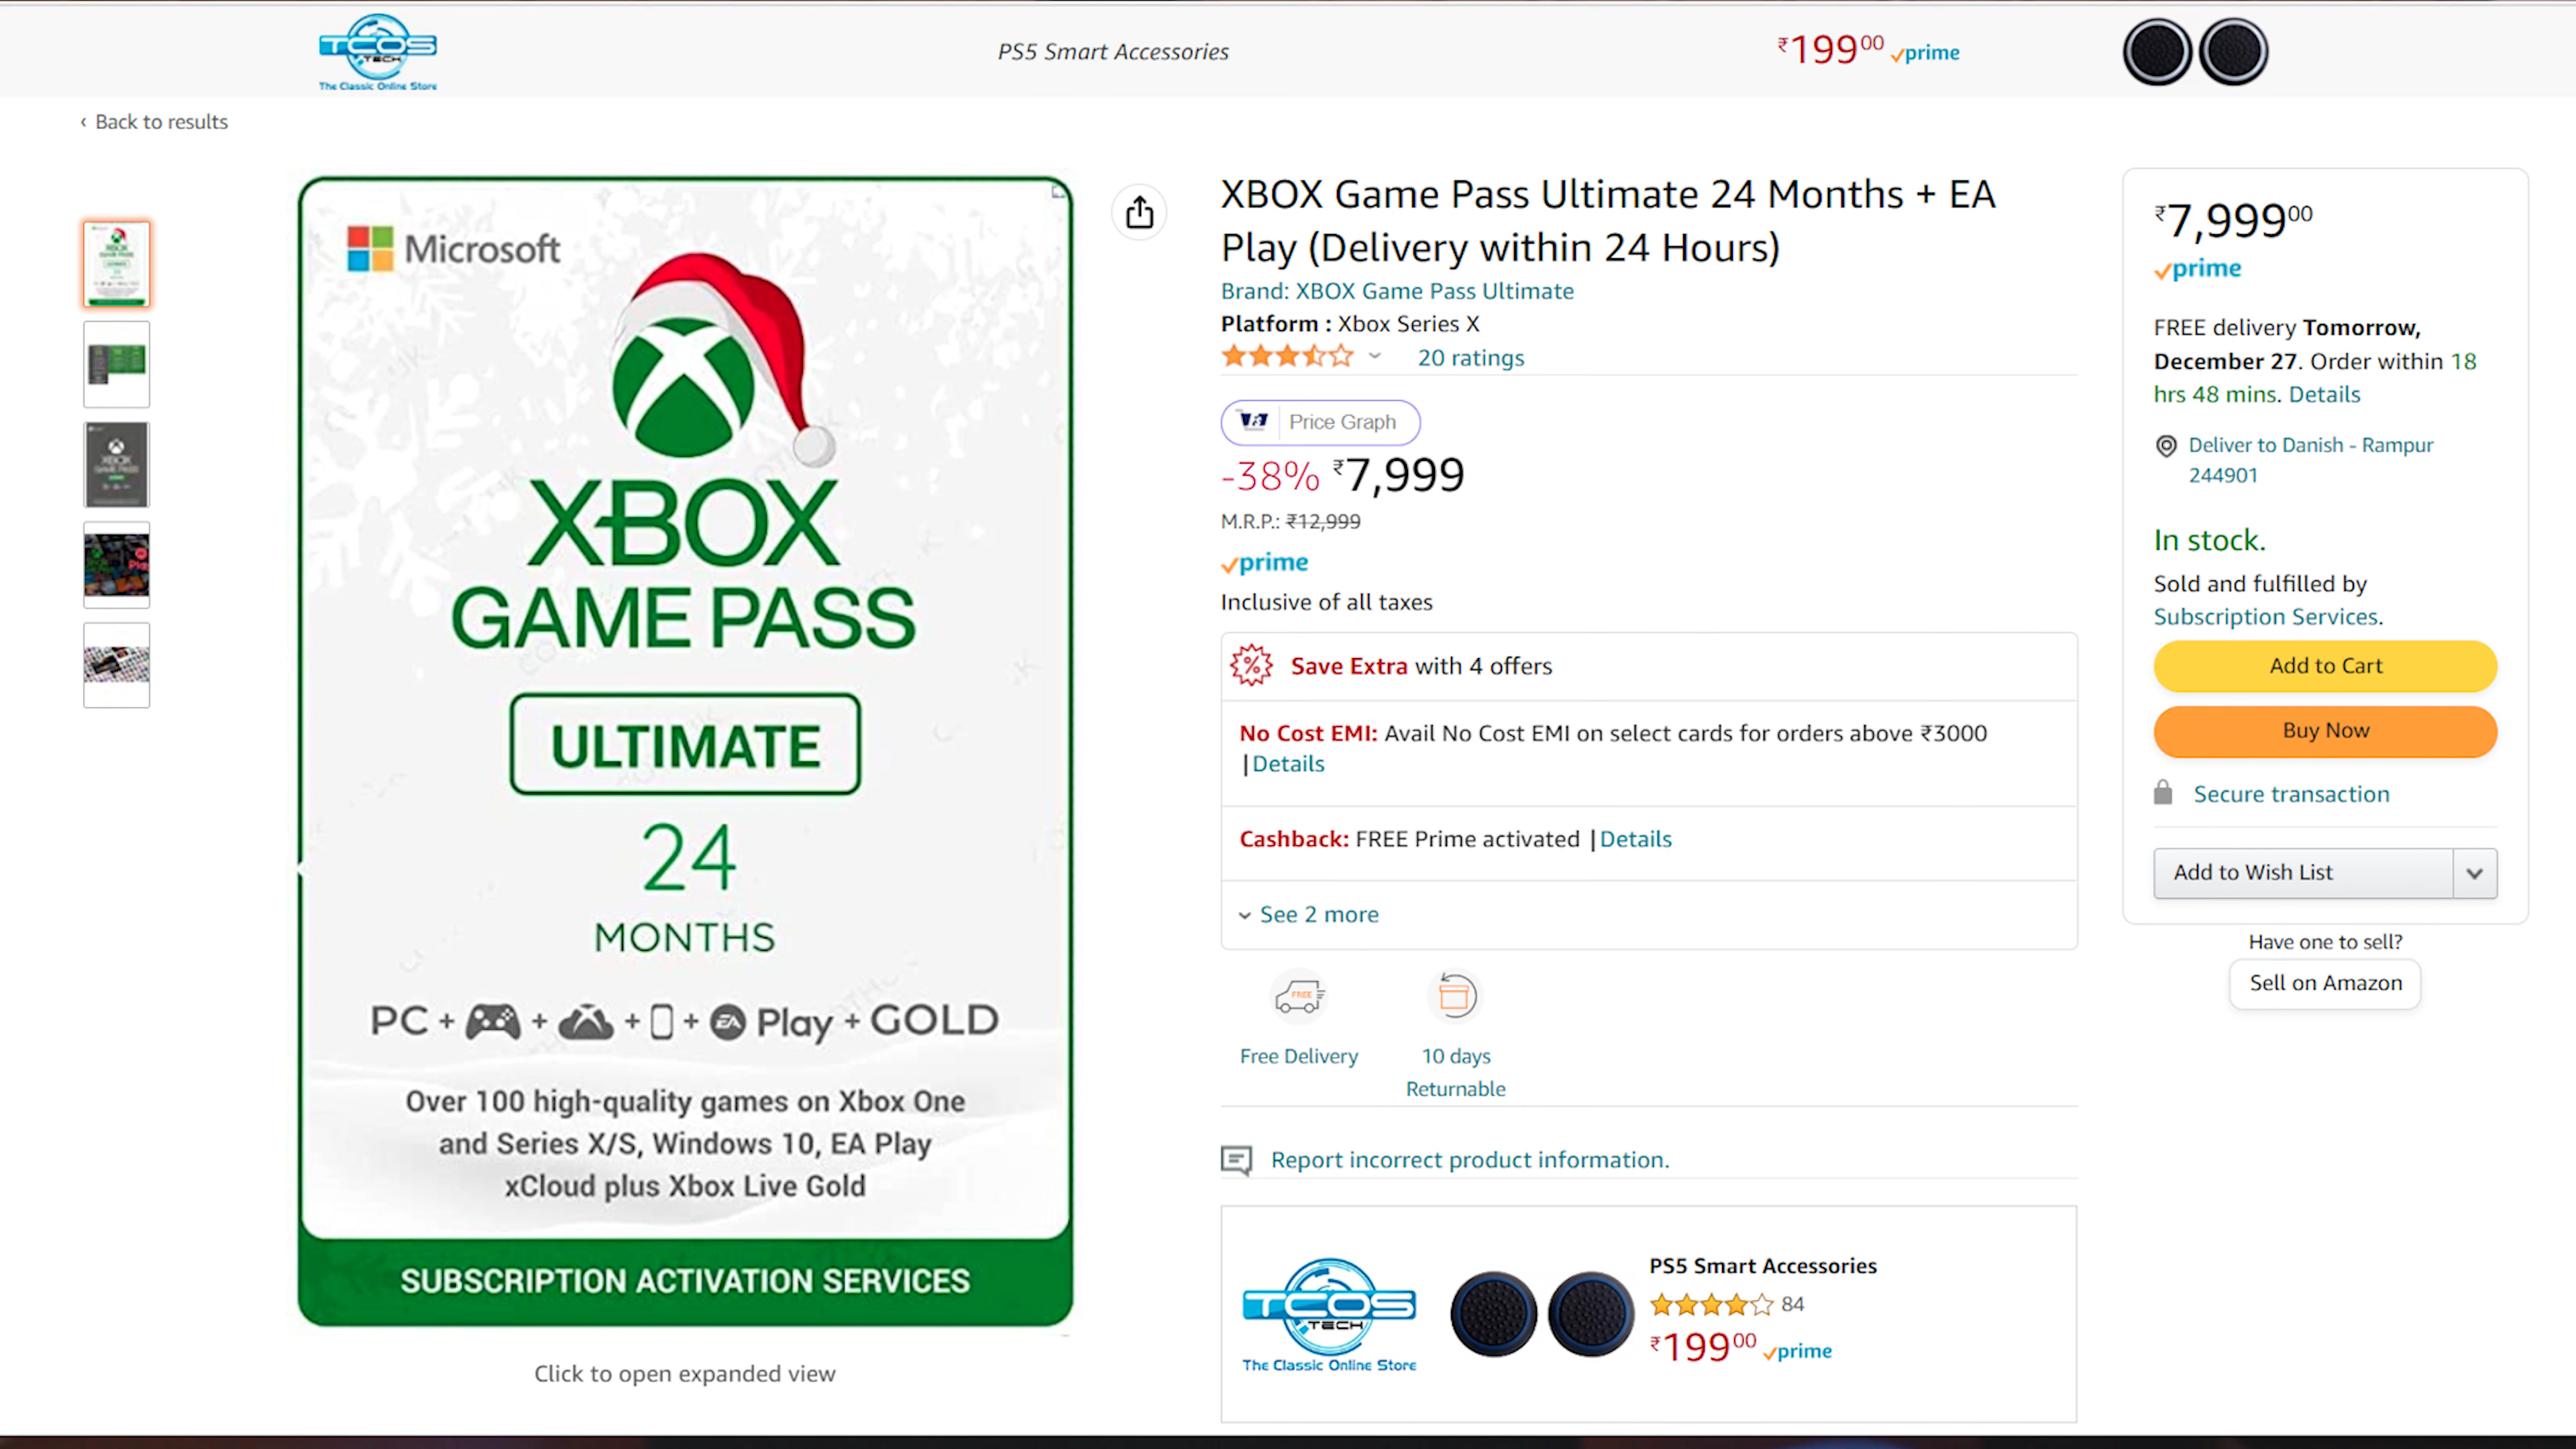 TCOS
TECH
The Classic Online Store
PS5 Smart Accessories
₹19900 prime
‹ Back to results
Microsoft
XBOX
GAME PASS
ULTIMATE
24
MONTHS
PC + + + + EA Play + GOLD
Over 100 high-quality games on Xbox One
and Series X/S, Windows 10, EA Play
xCloud plus Xbox Live Gold
SUBSCRIPTION ACTIVATION SERVICES
Click to open expanded view
XBOX Game Pass Ultimate 24 Months + EA
Play (Delivery within 24 Hours)
Brand: XBOX Game Pass Ultimate
Platform : Xbox Series X
20 ratings
Price Graph
-38% ₹7,999
M.R.P.: ₹12,999
prime
Inclusive of all taxes
Save Extra with 4 offers
No Cost EMI: Avail No Cost EMI on select cards for orders above ₹3000
|Details
Cashback: FREE Prime activated |Details
See 2 more
FREE
Free Delivery
10 days
Returnable
Report incorrect product information.
TCOS
TECH
The Classic Online Store
PS5 Smart Accessories
84
₹19900 prime
₹7,99900
prime
FREE delivery Tomorrow,
December 27. Order within 18
hrs 48 mins. Details
Deliver to Danish - Rampur
244901
In stock.
Sold and fulfilled by
Subscription Services.
Add to Cart
Buy Now
Secure transaction
Add to Wish List
Have one to sell?
Sell on Amazon